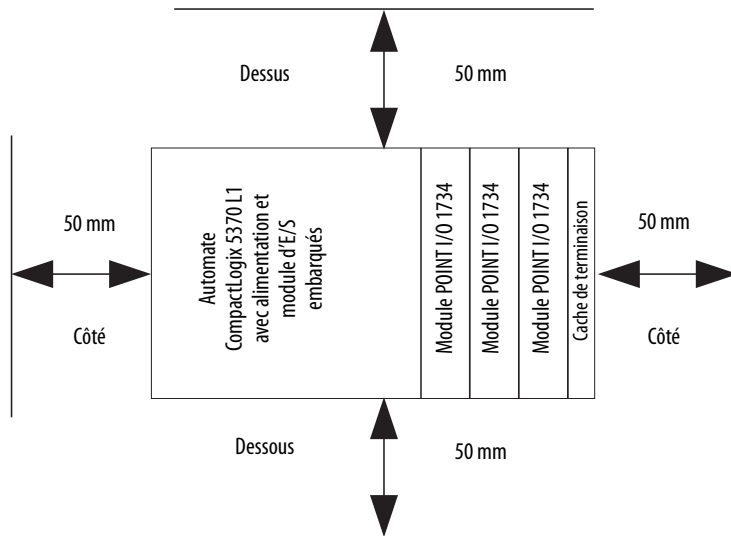 Dessus
50 mm
50 mm
Côté
Automate
CompactLogix 5370 L1
avec alimentation et
module d'E/S
embarqués
Module POINT I/O 1734
Module POINT I/O 1734
Module POINT I/O 1734
Cache de terminaison
50 mm
Côté
Dessous
50 mm